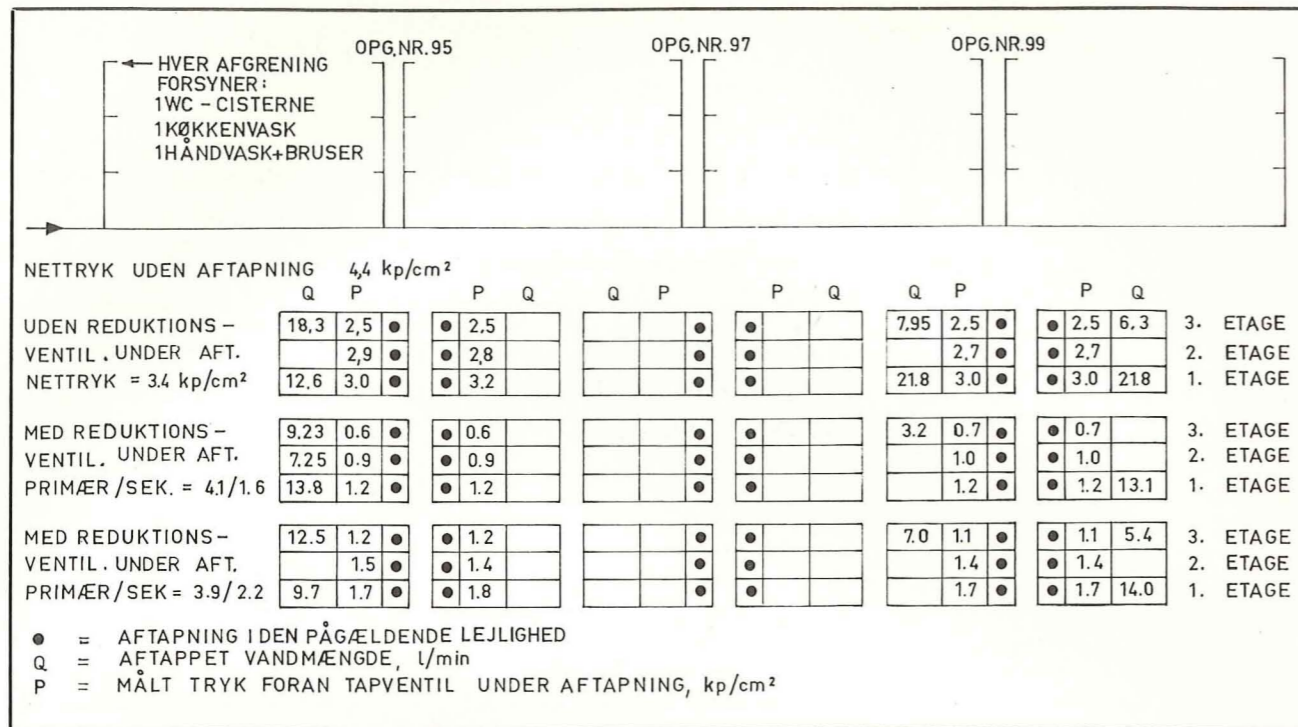 OPG.NR.95 OPG.NR.97 OPG.NR.99
HVER AFGRENING
FORSYNER:
1WC - CISTERNE
1KØKKENVASK
1HÅNDVASK+BRUSER
NETTRYK UDEN AFTAPNING 4,4 kp/cm²
Q P P Q Q P P Q Q P P Q
UDEN REDUKTIONS- 18,3 2,5 ● ● 2,5 ● ● 7,95 2,5 ● ● 2,5 6,3 3. ETAGE
VENTIL. UNDER AFT. 2,9 ● ● 2,8 ● ● 2,7 ● ● 2,7 2. ETAGE
NETTRYK = 3.4 kp/cm² 12,6 3.0 ● ● 3.2 ● ● 21.8 3.0 ● ● 3.0 21.8 1. ETAGE
MED REDUKTIONS- 9.23 0.6 ● ● 0.6 ● ● 3.2 0.7 ● ● 0.7 3. ETAGE
VENTIL. UNDER AFT. 7.25 0.9 ● ● 0.9 ● ● 1.0 ● ● 1.0 2. ETAGE
PRIMÆR/SEK. = 4.1/1.6 13.8 1.2 ● ● 1.2 ● ● 1.2 ● ● 1.2 13.1 1. ETAGE
MED REDUKTIONS- 12.5 1.2 ● ● 1.2 ● ● 7.0 1.1 ● ● 1.1 5.4 3. ETAGE
VENTIL. UNDER AFT. 1.5 ● ● 1.4 ● ● 1.4 ● ● 1.4 2. ETAGE
PRIMÆR/SEK= 3.9/2.2 9.7 1.7 ● ● 1.8 ● ● 1.7 ● ● 1.7 14.0 1. ETAGE
● = AFTAPNING I DEN PÅGÆLDENDE LEJLIGHED
Q = AFTAPPET VANDMÆNGDE, l/min
P = MÅLT TRYK FORAN TAPVENTIL UNDER AFTAPNING, kp/cm²